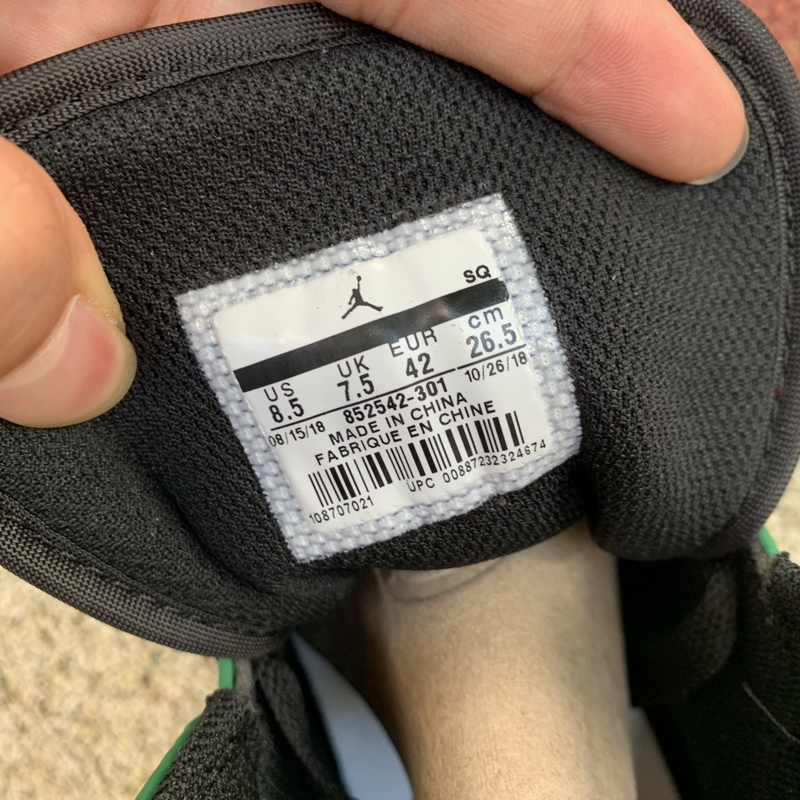 SQ
US UK EUR cm
8.5 7.5 42 26.5
08/15/18 852542-301 10/26/18
MADE IN CHINA
FABRIQUE EN CHINE
108707021 UPC 00887232324674